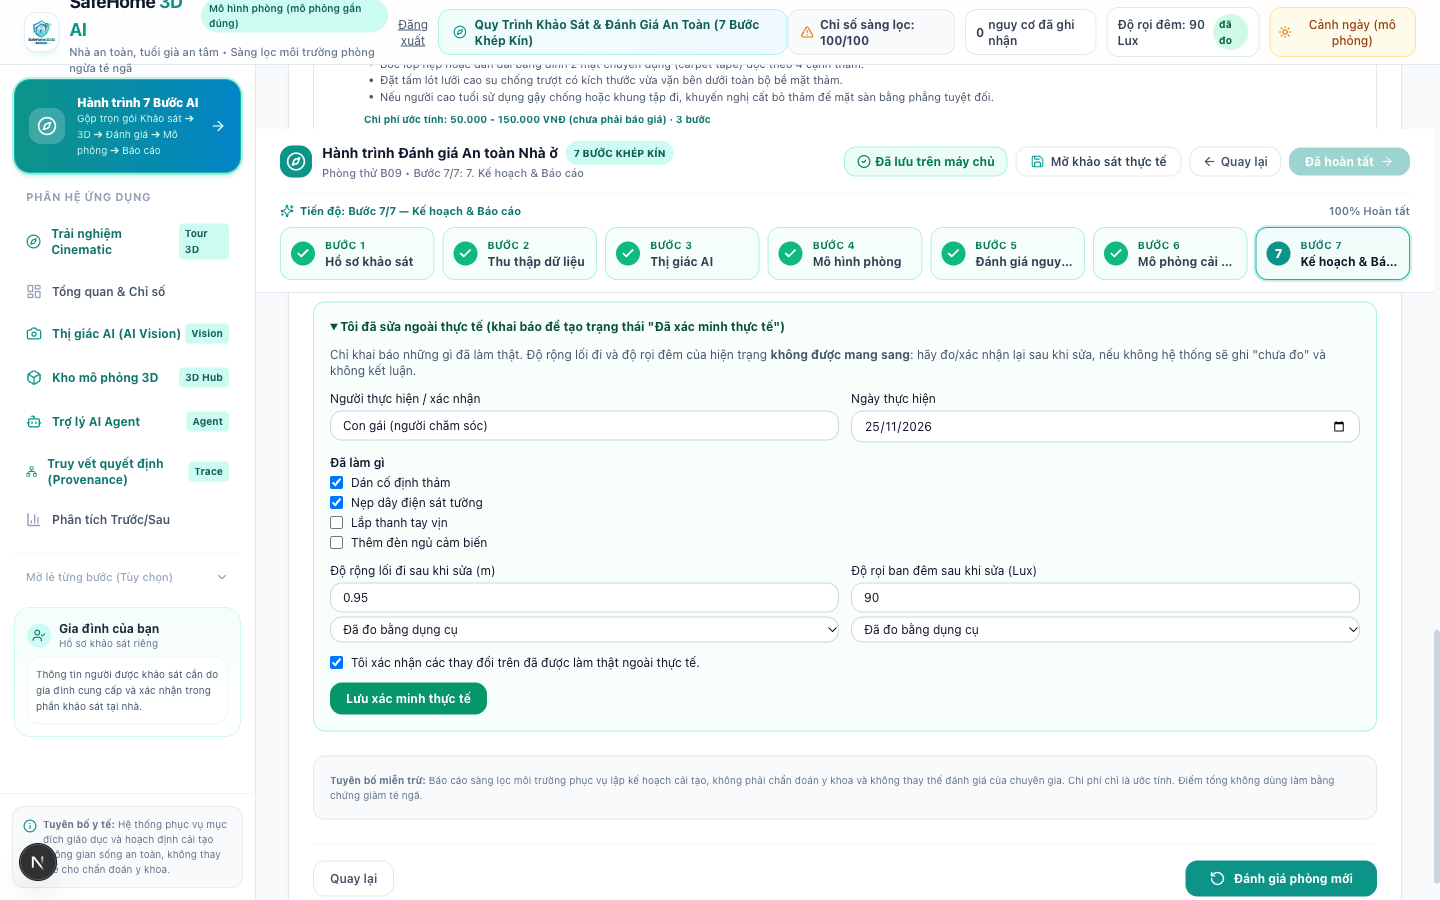 SafeHome 3D
AI
Mô hình phòng (mô phỏng gần
đúng)
Nhà an toàn, tuổi già an tâm • Sàng lọc môi trường phòng
ngừa té ngã
Đăng
xuất
Quy Trình Khảo Sát & Đánh Giá An Toàn (7 Bước
Khép Kín)
Chỉ số sàng lọc:
100/100
0 nguy cơ đã ghi
nhận
Độ rọi đêm: 90
Lux
đã
đo
Cảnh ngày (mô
phỏng)
Hành trình 7 Bước AI
Gộp trọn gói Khảo sát →
3D → Đánh giá → Mô
phỏng → Báo cáo
PHÂN HỆ ỨNG DỤNG
Trải nghiệm
Cinematic
Tour
3D
Tổng quan & Chỉ số
Thị giác AI (AI Vision)
Vision
Kho mô phỏng 3D
3D Hub
Trợ lý AI Agent
Agent
Truy vết quyết định
(Provenance)
Trace
Phân tích Trước/Sau
Mở lẻ từng bước (Tùy chọn)
Gia đình của bạn
Hồ sơ khảo sát riêng
Thông tin người được khảo sát cần do
gia đình cung cấp và xác nhận trong
phần khảo sát tại nhà.
Tuyên bố y tế: Hệ thống phục vụ mục
đích giáo dục và hoạch định cải tạo
gian sống an toàn, không thay
cho chẩn đoán y khoa.
N
• Đặt tấm lót lưới cao su chống trượt có kích thước vừa vặn bên dưới toàn bộ bề mặt thảm.
• Nếu người cao tuổi sử dụng gậy chống hoặc khung tập đi, khuyến nghị cất bỏ thảm để mặt sàn bằng phẳng tuyệt đối.
Chi phí ước tính: 50.000 - 150.000 VNĐ (chưa phải báo giá) · 3 bước
Hành trình Đánh giá An toàn Nhà ở
7 BƯỚC KHÉP KÍN
Phòng thử B09 • Bước 7/7: 7. Kế hoạch & Báo cáo
Đã lưu trên máy chủ
Mở khảo sát thực tế
Quay lại
Đã hoàn tất
Tiến độ: Bước 7/7 — Kế hoạch & Báo cáo
100% Hoàn tất
BƯỚC 1
Hồ sơ khảo sát
BƯỚC 2
Thu thập dữ liệu
BƯỚC 3
Thị giác AI
BƯỚC 4
Mô hình phòng
BƯỚC 5
Đánh giá nguy...
BƯỚC 6
Mô phỏng cải ...
7
BƯỚC 7
Kế hoạch & Bá...
▼ Tôi đã sửa ngoài thực tế (khai báo để tạo trạng thái "Đã xác minh thực tế")
Chỉ khai báo những gì đã làm thật. Độ rộng lối đi và độ rọi đêm của hiện trạng không được mang sang: hãy đo/xác nhận lại sau khi sửa, nếu không hệ thống sẽ ghi "chưa đo" và
không kết luận.
Người thực hiện / xác nhận
Ngày thực hiện
Con gái (người chăm sóc)
25/11/2026
Đã làm gì
Dán cố định thảm
Nẹp dây điện sát tường
Lắp thanh tay vịn
Thêm đèn ngủ cảm biến
Độ rộng lối đi sau khi sửa (m)
Độ rọi ban đêm sau khi sửa (Lux)
0.95
90
Đã đo bằng dụng cụ
Đã đo bằng dụng cụ
Tôi xác nhận các thay đổi trên đã được làm thật ngoài thực tế.
Lưu xác minh thực tế
Tuyên bố miễn trừ: Báo cáo sàng lọc môi trường phục vụ lập kế hoạch cải tạo, không phải chẩn đoán y khoa và không thay thế đánh giá của chuyên gia. Chi phí chỉ là ước tính. Điểm tổng không dùng làm bằng
chứng giảm té ngã.
Quay lại
Đánh giá phòng mới